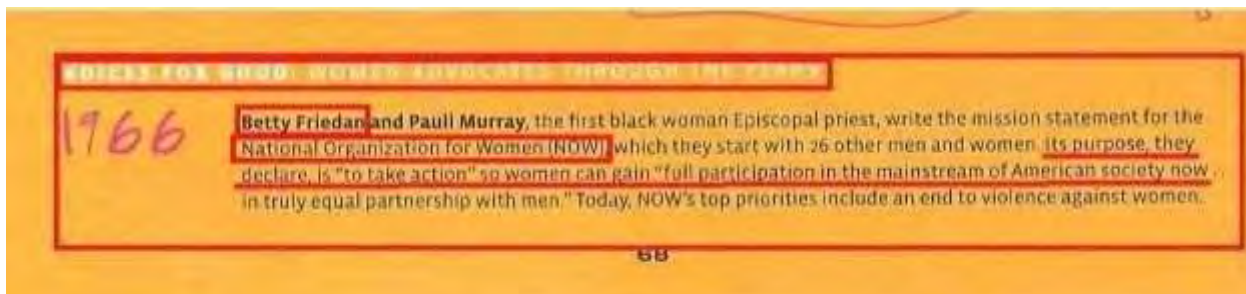 VOICES FOR GOOD: WOMEN ADVOCATES THROUGH THE YEARS
1966
Betty Friedan and Pauli Murray, the first black woman Episcopal priest, write the mission statement for the
National Organization for Women (NOW), which they start with 26 other men and women. Its purpose, they
declare, is "to take action" so women can gain "full participation in the mainstream of American society now,
in truly equal partnership with men." Today, NOW's top priorities include an end to violence against women.
68